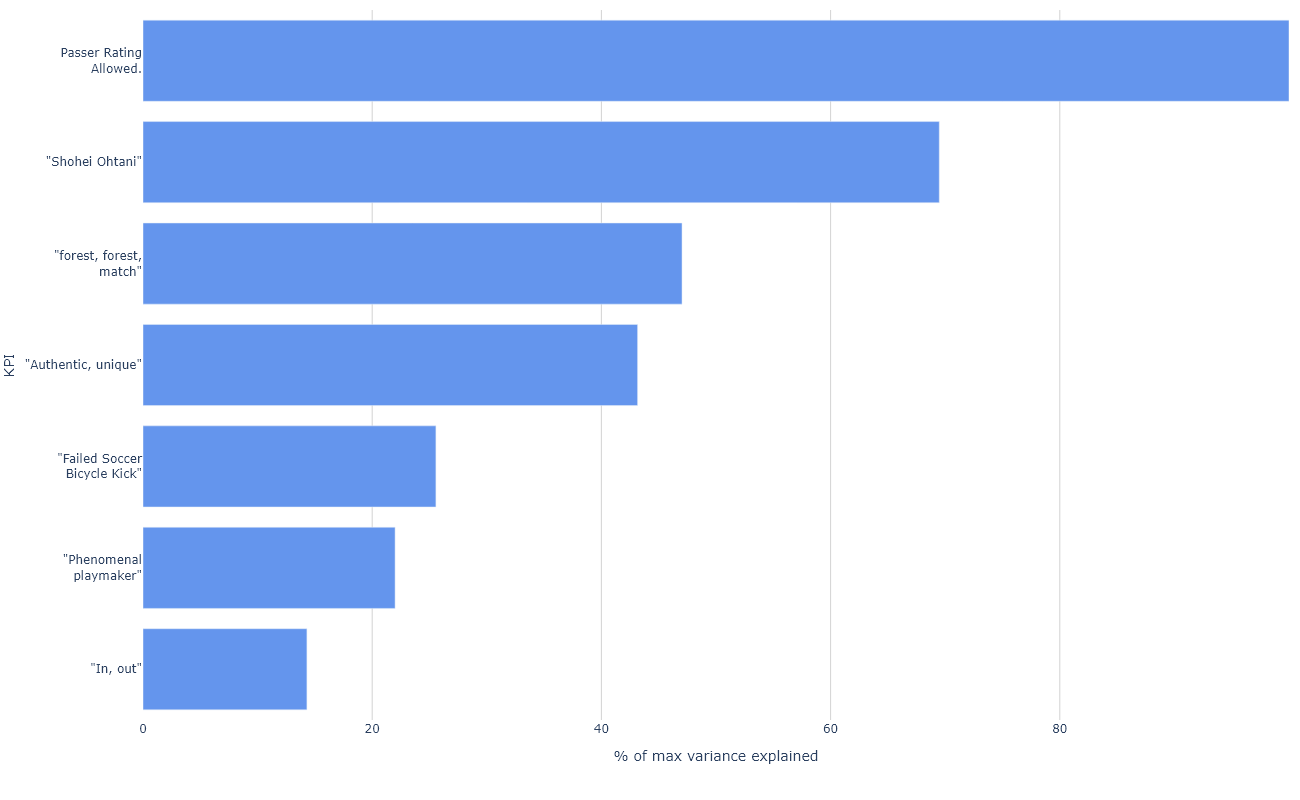 Passer Rating
Allowed.
"Shohei Ohtani"
"forest, forest,
match"
"Authentic, unique"
"Failed Soccer
Bicycle Kick"
"Phenomenal
playmaker"
"In, out"
KPI
0 20 40 60 80
% of max variance explained